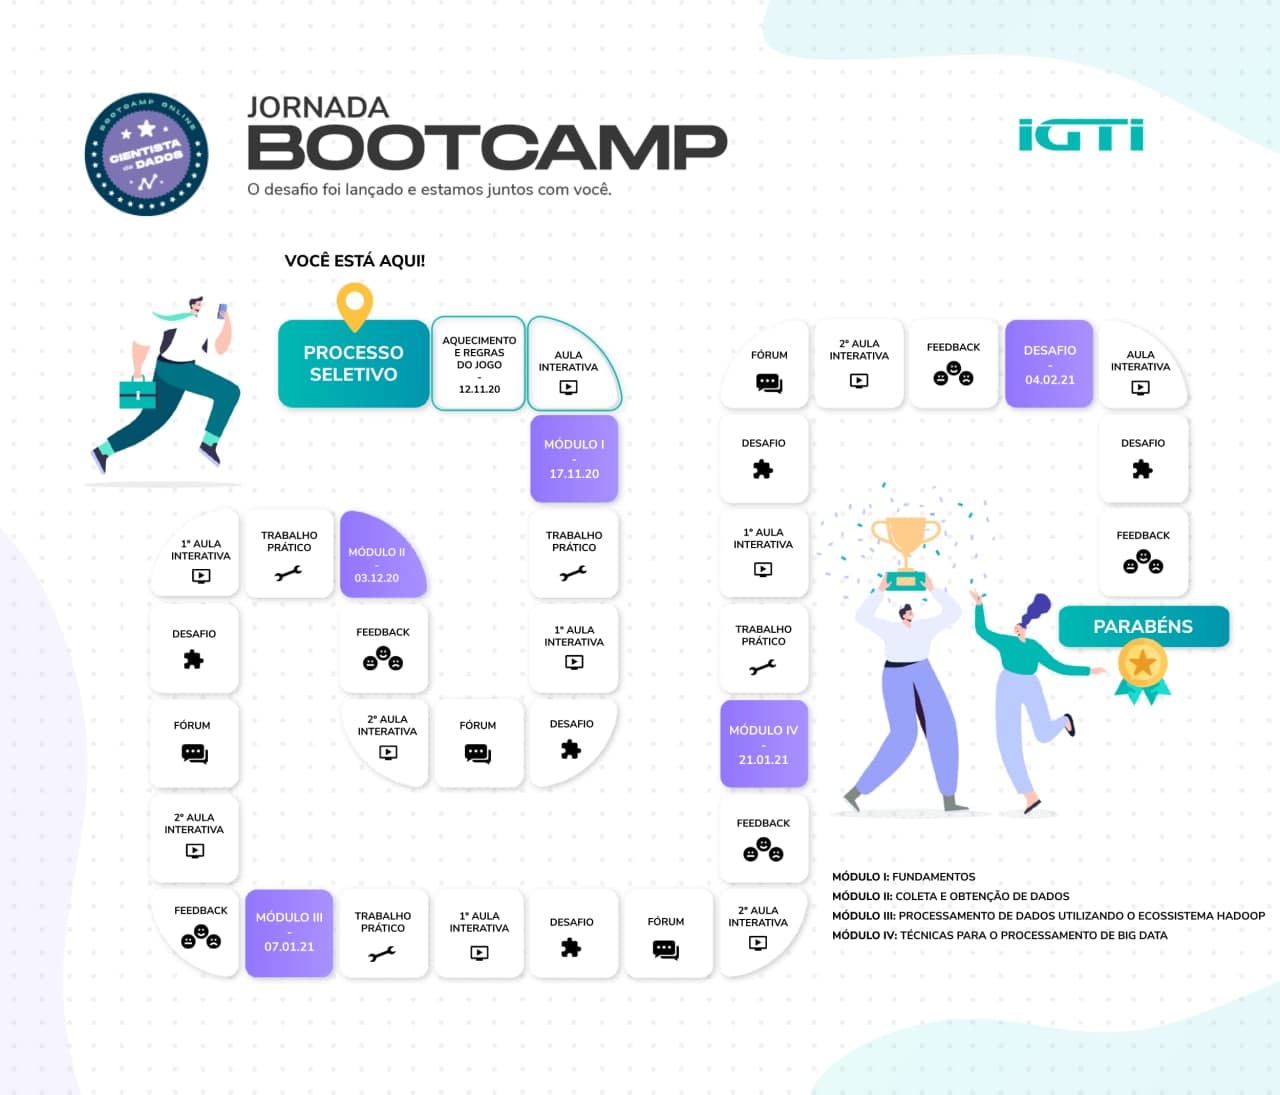 BOOTCAMP ONLINE
CIENTISTA
de DADOS
JORNADA
BOOTCAMP
O desafio foi lançado e estamos juntos com você.
iGTi
VOCÊ ESTÁ AQUI!
PROCESSO
SELETIVO
AQUECIMENTO
E REGRAS
DO JOGO
-
12.11.20
AULA
INTERATIVA
MÓDULO I
-
17.11.20
TRABALHO
PRÁTICO
1ª AULA
INTERATIVA
DESAFIO
FÓRUM
2ª AULA
INTERATIVA
FEEDBACK
MÓDULO II
-
03.12.20
TRABALHO
PRÁTICO
1ª AULA
INTERATIVA
DESAFIO
FÓRUM
2ª AULA
INTERATIVA
FEEDBACK
MÓDULO III
-
07.01.21
TRABALHO
PRÁTICO
1ª AULA
INTERATIVA
DESAFIO
FÓRUM
2ª AULA
INTERATIVA
FEEDBACK
MÓDULO IV
-
21.01.21
TRABALHO
PRÁTICO
1ª AULA
INTERATIVA
DESAFIO
FÓRUM
2ª AULA
INTERATIVA
FEEDBACK
DESAFIO
-
04.02.21
AULA
INTERATIVA
DESAFIO
FEEDBACK
PARABÉNS
MÓDULO I: FUNDAMENTOS
MÓDULO II: COLETA E OBTENÇÃO DE DADOS
MÓDULO III: PROCESSAMENTO DE DADOS UTILIZANDO O ECOSSISTEMA HADOOP
MÓDULO IV: TÉCNICAS PARA O PROCESSAMENTO DE BIG DATA